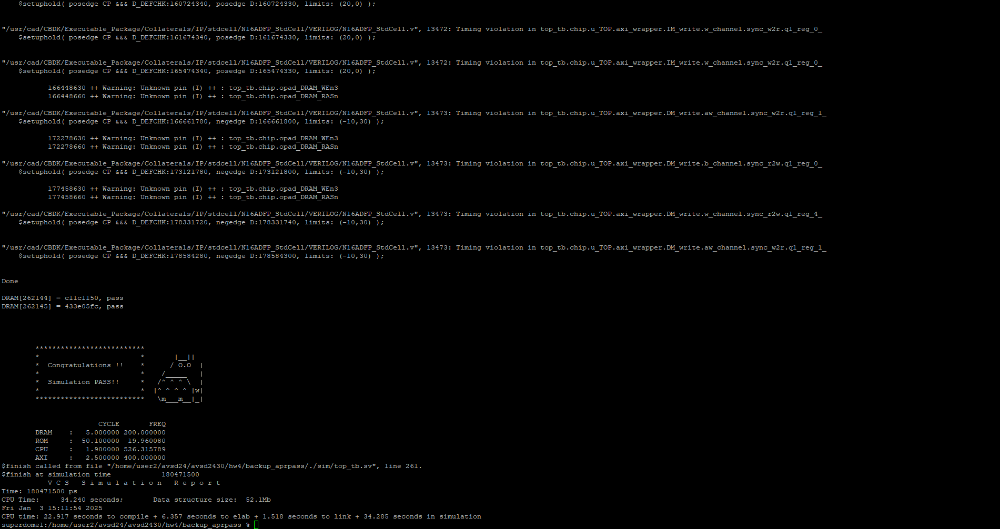 $setuphold( posedge CP &&& D_DEFCHK:160724340, posedge D:160724330, limits: (20,0) );
"/usr/cad/CBDK/Executable_Package/Collaterals/IP/stdcell/N16ADFP_StdCell/VERILOG/N16ADFP_StdCell.v", 13472: Timing violation in top_tb.chip.u_TOP.axi_wrapper.IM_write.w_channel.sync_w2r.q1_reg_0_
$setuphold( posedge CP &&& D_DEFCHK:161674340, posedge D:161674330, limits: (20,0) );
"/usr/cad/CBDK/Executable_Package/Collaterals/IP/stdcell/N16ADFP_StdCell/VERILOG/N16ADFP_StdCell.v", 13472: Timing violation in top_tb.chip.u_TOP.axi_wrapper.IM_write.w_channel.sync_w2r.q1_reg_0_
$setuphold( posedge CP &&& D_DEFCHK:165474340, posedge D:165474330, limits: (20,0) );
166448630 ++ Warning: Unknown pin (I) ++ : top_tb.chip.opad_DRAM_WEn3
166448660 ++ Warning: Unknown pin (I) ++ : top_tb.chip.opad_DRAM_RASn
"/usr/cad/CBDK/Executable_Package/Collaterals/IP/stdcell/N16ADFP_StdCell/VERILOG/N16ADFP_StdCell.v", 13473: Timing violation in top_tb.chip.u_TOP.axi_wrapper.DM_write.aw_channel.sync_w2r.q1_reg_1_
$setuphold( posedge CP &&& D_DEFCHK:166661780, negedge D:166661800, limits: (-10,30) );
172278630 ++ Warning: Unknown pin (I) ++ : top_tb.chip.opad_DRAM_WEn3
172278660 ++ Warning: Unknown pin (I) ++ : top_tb.chip.opad_DRAM_RASn
"/usr/cad/CBDK/Executable_Package/Collaterals/IP/stdcell/N16ADFP_StdCell/VERILOG/N16ADFP_StdCell.v", 13473: Timing violation in top_tb.chip.u_TOP.axi_wrapper.DM_write.b_channel.sync_r2w.q1_reg_0_
$setuphold( posedge CP &&& D_DEFCHK:173121780, negedge D:173121800, limits: (-10,30) );
177458630 ++ Warning: Unknown pin (I) ++ : top_tb.chip.opad_DRAM_WEn3
177458660 ++ Warning: Unknown pin (I) ++ : top_tb.chip.opad_DRAM_RASn
"/usr/cad/CBDK/Executable_Package/Collaterals/IP/stdcell/N16ADFP_StdCell/VERILOG/N16ADFP_StdCell.v", 13473: Timing violation in top_tb.chip.u_TOP.axi_wrapper.DM_write.w_channel.sync_r2w.q1_reg_4_
$setuphold( posedge CP &&& D_DEFCHK:178331720, negedge D:178331740, limits: (-10,30) );
"/usr/cad/CBDK/Executable_Package/Collaterals/IP/stdcell/N16ADFP_StdCell/VERILOG/N16ADFP_StdCell.v", 13473: Timing violation in top_tb.chip.u_TOP.axi_wrapper.DM_write.aw_channel.sync_w2r.q1_reg_1_
$setuphold( posedge CP &&& D_DEFCHK:178584280, negedge D:178584300, limits: (-10,30) );
Done
DRAM[262144] = c11c1150, pass
DRAM[262145] = 433e05fc, pass
**************************
*                        *       |__||
*  Congratulations !!    *      / O.O  |
*                        *    /_____   |
*  Simulation PASS!!     *   /^ ^ ^ \  |
*                        *  |^ ^ ^ ^ |w|
**************************   \m___m__|_|
CYCLE       FREQ
DRAM    :   5.000000 200.000000
ROM     :  50.100000  19.960080
CPU     :   1.900000 526.315789
AXI     :   2.500000 400.000000
$finish called from file "/home/user2/avsd24/avsd2430/hw4/backup_aprpass/./sim/top_tb.sv", line 261.
$finish at simulation time            180471500
V C S   S i m u l a t i o n   R e p o r t
Time: 180471500 ps
CPU Time:     34.240 seconds;       Data structure size:  52.1Mb
Fri Jan  3 15:11:54 2025
CPU time: 22.917 seconds to compile + 6.357 seconds to elab + 1.518 seconds to link + 34.285 seconds in simulation
superdome1:/home/user2/avsd24/avsd2430/hw4/backup_aprpass %